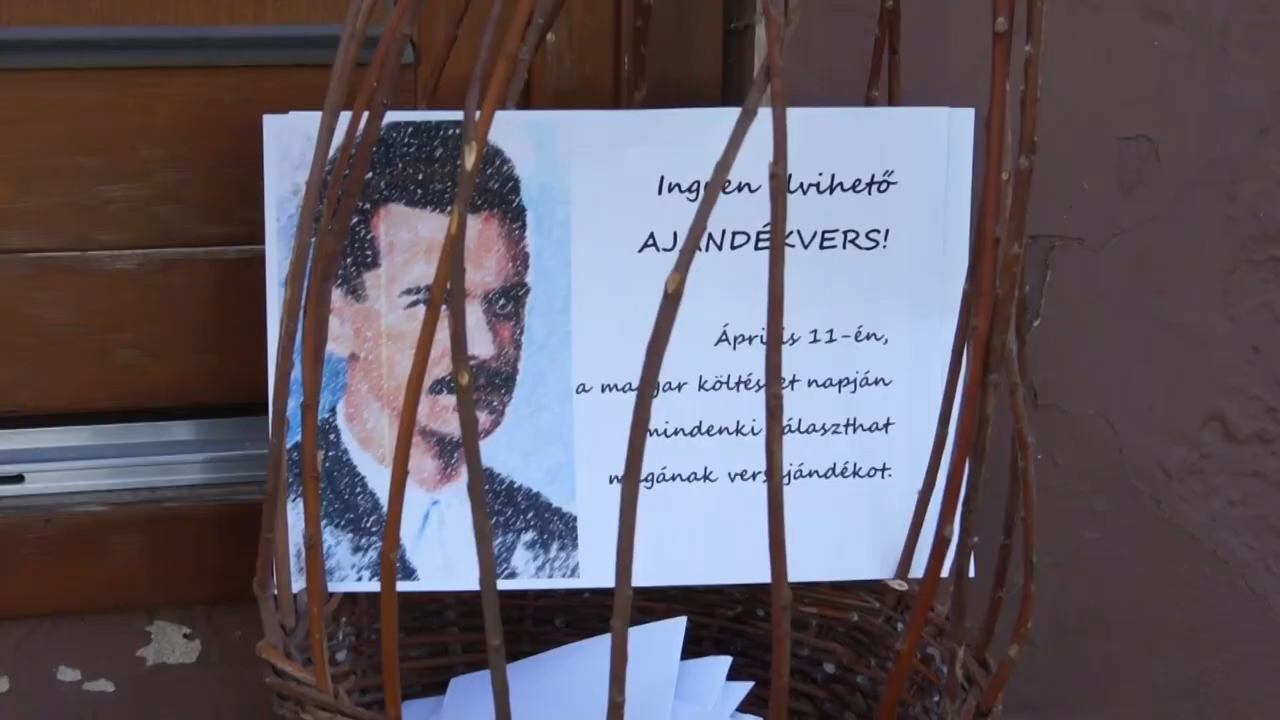 Ingyen elvihető
AJÁNDÉKVERS!
Április 11-én,
a magyar költészet napján
mindenki választhat
magának versajándékot.